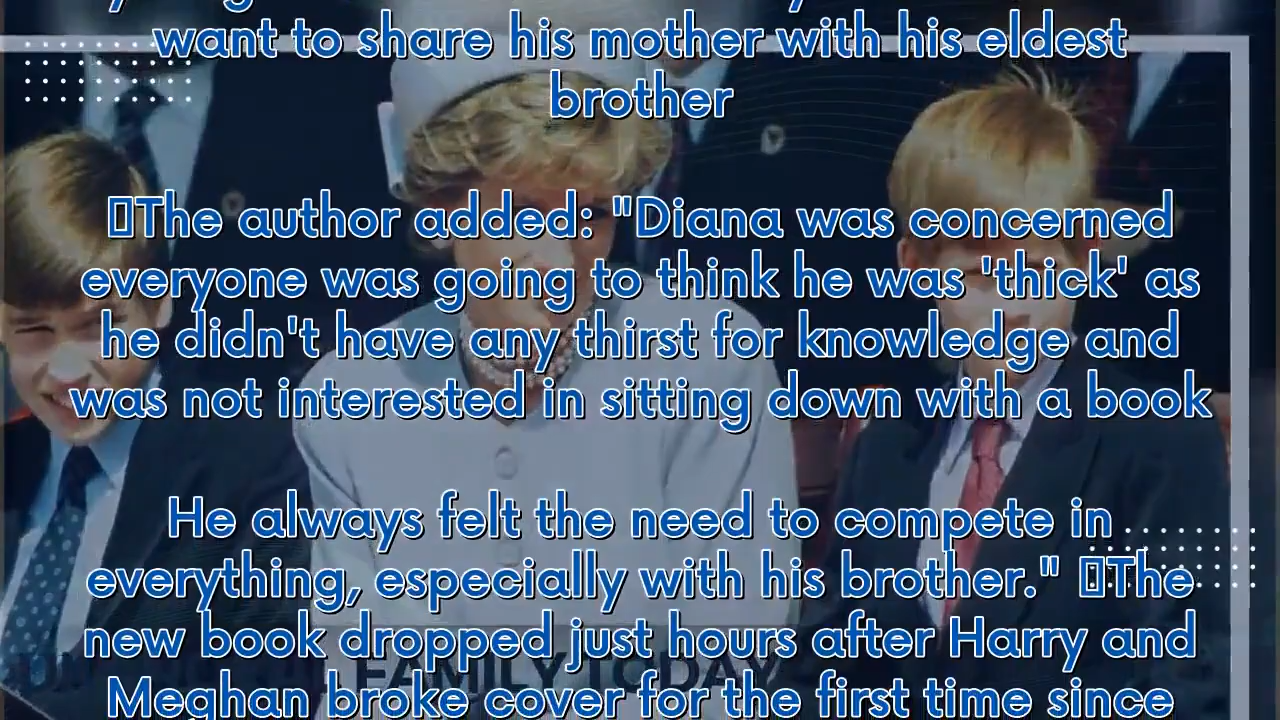 want to share his mother with his eldest
brother
▯The author added: "Diana was concerned
everyone was going to think he was 'thick' as
he didn't have any thirst for knowledge and
was not interested in sitting down with a book
He always felt the need to compete in
everything, especially with his brother." ▯The
new book dropped just hours after Harry and
FAMILY TODAY
Meghan broke cover for the first time since